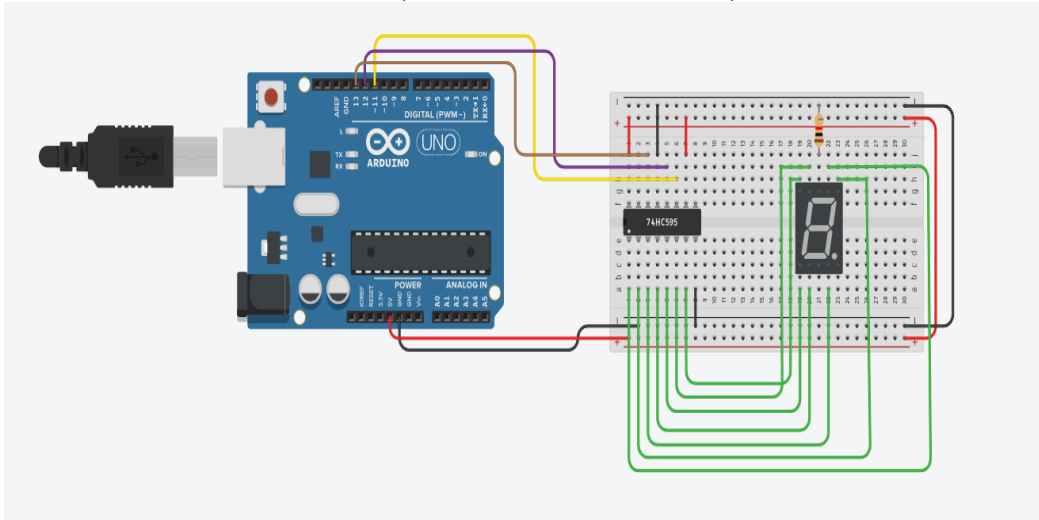 AREF
GND
13
12
~11
~10
~9
8
7
~6
~5
4
~3
2
TX→1
RX←0
DIGITAL (PWM~)
L
TX
RX
ARDUINO
UNO
ON
POWER
ANALOG IN
IOREF
RESET
3.3V
5V
GND
GND
Vin
A0
A1
A2
A3
A4
A5
74HC595
j
h
g
f
e
d
c
b
a
e
d
c
b
a